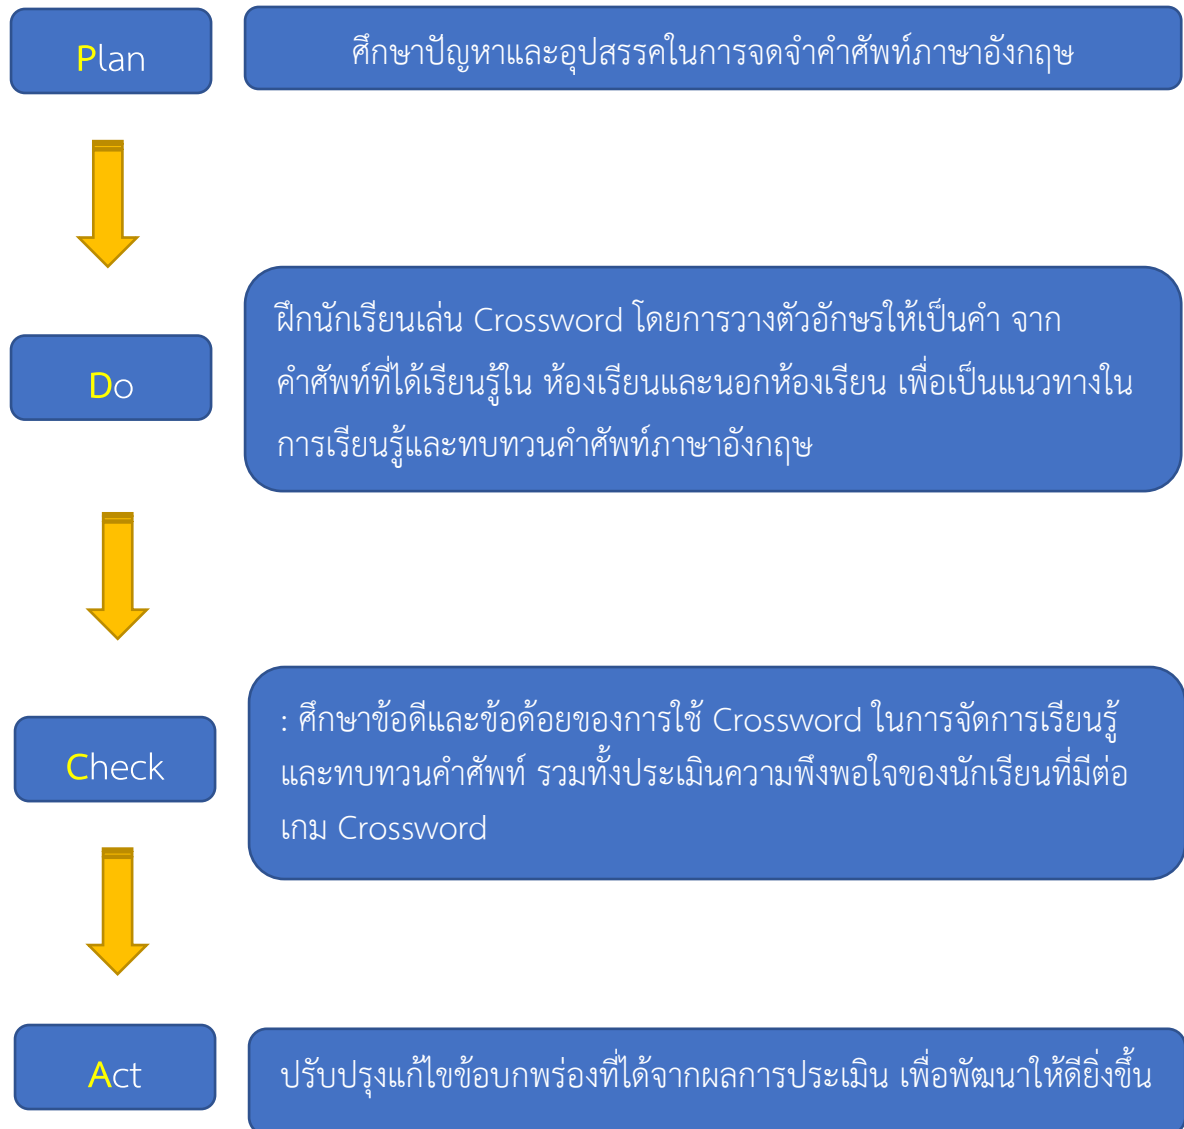 Plan
ศึกษาปัญหาและอุปสรรคในการจดจำคำศัพท์ภาษาอังกฤษ
Do
ฝึกนักเรียนเล่น Crossword โดยการวางตัวอักษรให้เป็นคำ จาก
คำศัพท์ที่ได้เรียนรู้ใน ห้องเรียนและนอกห้องเรียน เพื่อเป็นแนวทางใน
การเรียนรู้และทบทวนคำศัพท์ภาษาอังกฤษ
Check
: ศึกษาข้อดีและข้อด้อยของการใช้ Crossword ในการจัดการเรียนรู้
และทบทวนคำศัพท์ รวมทั้งประเมินความพึงพอใจของนักเรียนที่มีต่อ
เกม Crossword
Act
ปรับปรุงแก้ไขข้อบกพร่องที่ได้จากผลการประเมิน เพื่อพัฒนาให้ดียิ่งขึ้น